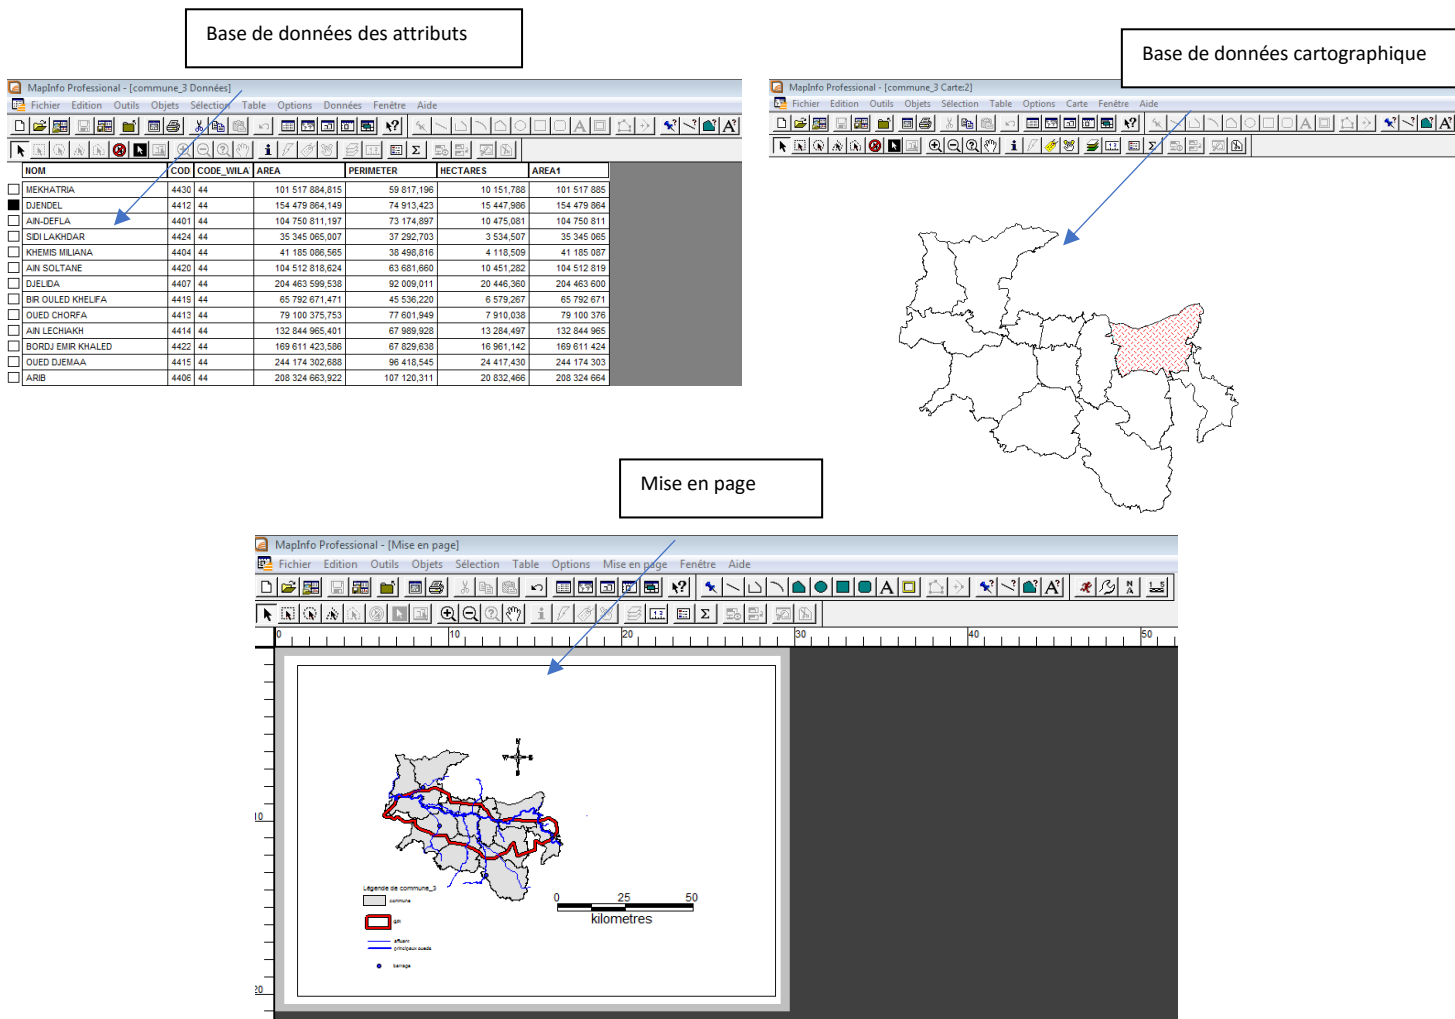 Base de données des attributs
Base de données cartographique
MapInfo Professional - [commune_3 Données]
Fichier Edition Outils Objets Sélection Table Options Données Fenêtre Aide
NOM COD CODE_WILA AREA PERIMETER HECTARES AREA1
MEKHATRIA 4430 44 101 517 884,815 59 817,196 10 151,788 101 517 885
DJENDEL 4412 44 154 479 864,149 74 913,423 15 447,986 154 479 864
AIN-DEFLA 4401 44 104 750 811,197 73 174,897 10 475,081 104 750 811
SIDI LAKHDAR 4424 44 35 345 065,007 37 292,703 3 534,507 35 345 065
KHEMIS MILIANA 4404 44 41 185 086,565 38 498,816 4 118,509 41 185 087
AIN SOLTANE 4420 44 104 512 818,624 63 681,660 10 451,282 104 512 819
DJELIDA 4407 44 204 463 599,538 92 009,011 20 446,360 204 463 600
BIR OULED KHELIFA 4419 44 65 792 671,471 45 536,220 6 579,267 65 792 671
OUED CHORFA 4413 44 79 100 375,753 77 601,949 7 910,038 79 100 376
AIN LECHIAKH 4414 44 132 844 965,401 67 989,928 13 284,497 132 844 965
BORDJ EMIR KHALED 4422 44 169 611 423,586 67 829,638 16 961,142 169 611 424
OUED DJEMAA 4415 44 244 174 302,688 96 418,545 24 417,430 244 174 303
ARIB 4406 44 208 324 663,922 107 120,311 20 832,466 208 324 664
MapInfo Professional - [commune_3 Carte:2]
Fichier Edition Outils Objets Sélection Table Options Carte Fenêtre Aide
Mise en page
MapInfo Professional - [Mise en page]
Fichier Edition Outils Objets Sélection Table Options Mise en page Fenêtre Aide
0 10 20 30 40 50
N
W E
S
10
Légende de commune_3
commune
affluent
principaux oueds
barrage
0 25 50
kilometres
20